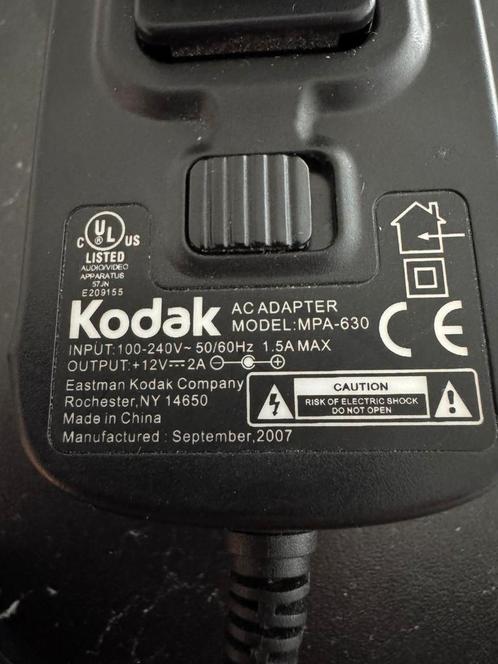 C UL US
®
LISTED
AUDIO/VIDEO
APPARATUS
57JN
E209155
Kodak
AC ADAPTER
MODEL:MPA-630
CE
INPUT:100-240V~ 50/60Hz 1.5A MAX
OUTPUT:+12V⎓2A
Eastman Kodak Company
Rochester,NY 14650
Made in China
Manufactured : September,2007
CAUTION
RISK OF ELECTRIC SHOCK
DO NOT OPEN